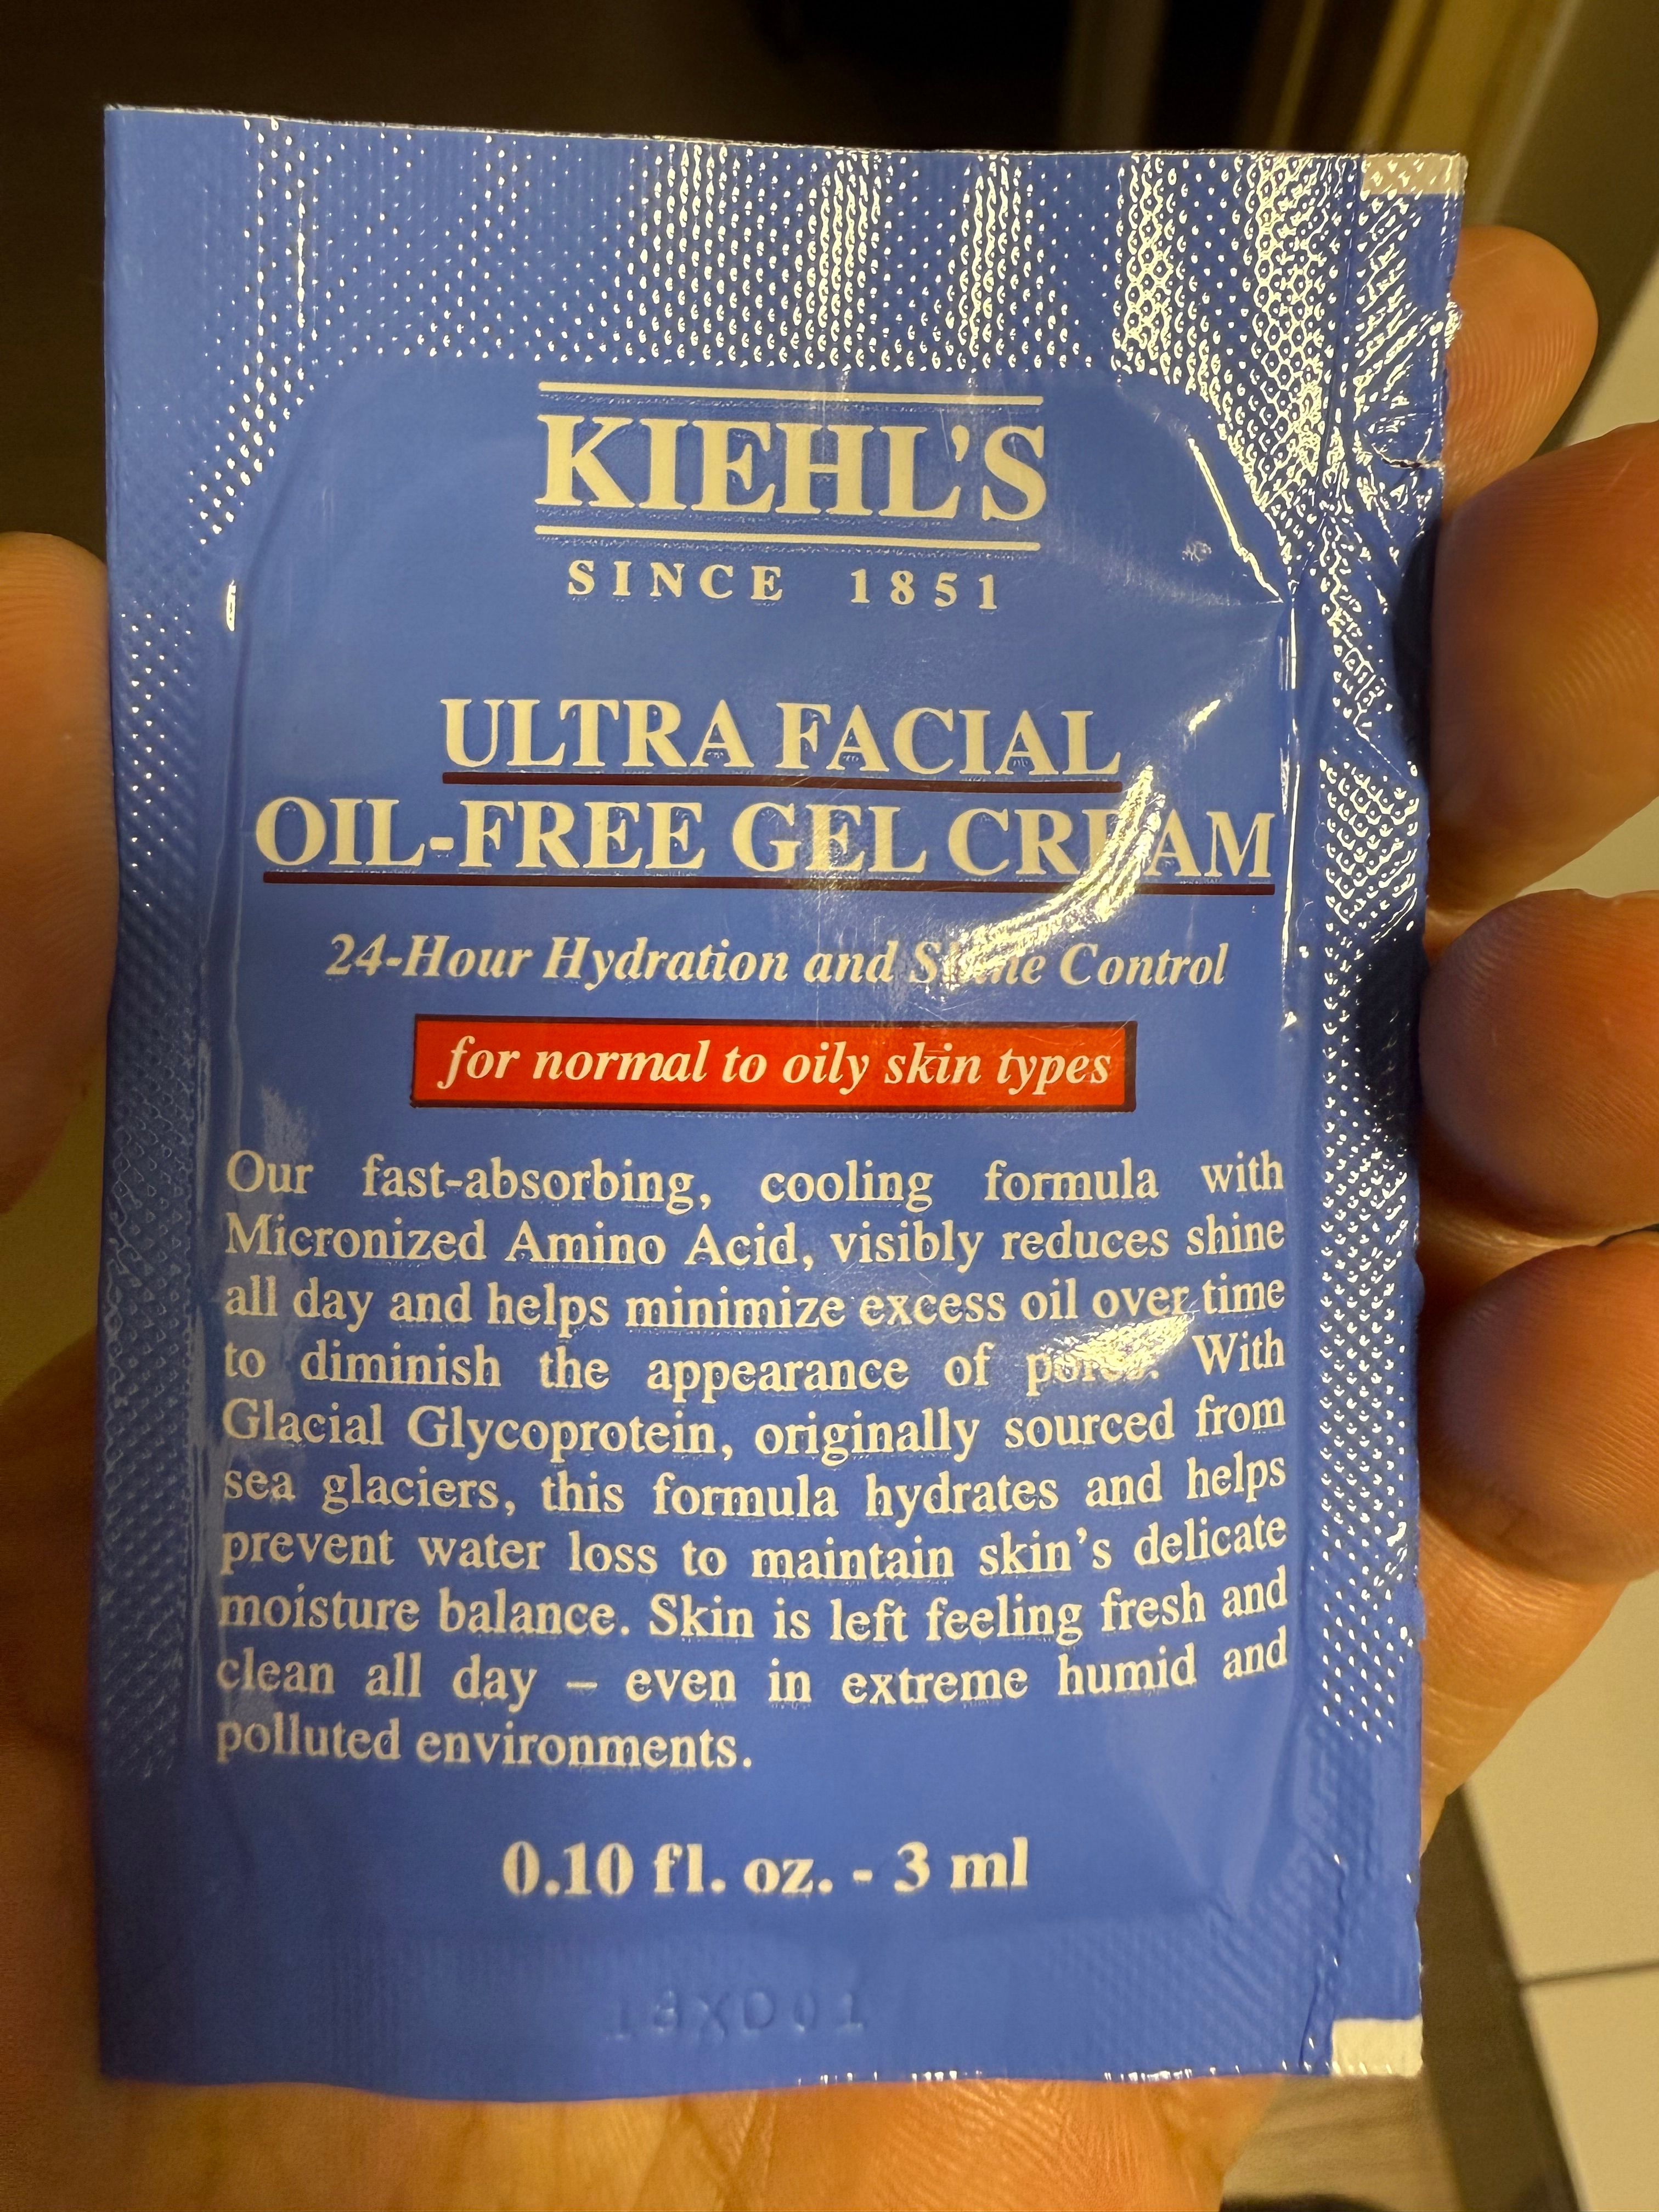 KIEHL'S
SINCE 1851
ULTRA FACIAL
OIL-FREE GEL CREAM
24-Hour Hydration and Shine Control
for normal to oily skin types
Our fast-absorbing, cooling formula with
Micronized Amino Acid, visibly reduces shine
all day and helps minimize excess oil over time
to diminish the appearance of pores. With
Glacial Glycoprotein, originally sourced from
sea glaciers, this formula hydrates and helps
prevent water loss to maintain skin's delicate
moisture balance. Skin is left feeling fresh and
clean all day – even in extreme humid and
polluted environments.
0.10 fl. oz. - 3 ml
18XD01